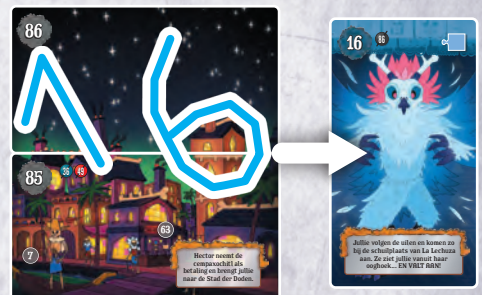 86
16
85
36 49
63
7
Hector neemt de
cempaxochitl als
betaling en brengt jullie
naar de Stad der Doden.
16 86
Jullie volgen de uilen en komen zo
bij de schuilplaats van La Lechuza
aan. Ze ziet jullie vanuit haar
ooghoek... EN VALT AAN!